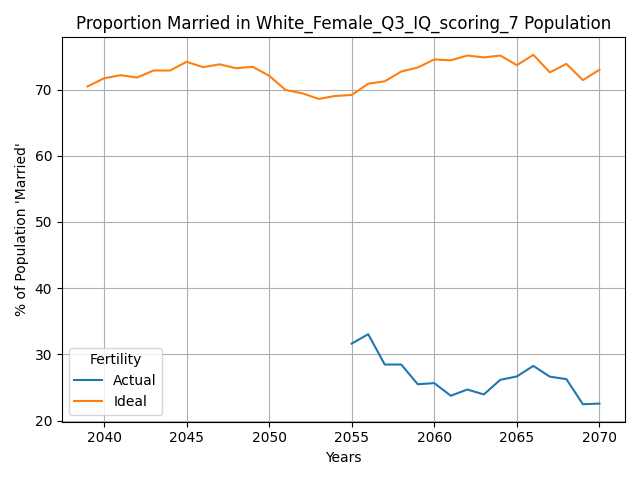 Proportion Married in White_Female_Q3_IQ_scoring_7 Population
% of Population 'Married'
70
60
50
40
30
20
Fertility
Actual
Ideal
2040 2045 2050 2055 2060 2065 2070
Years